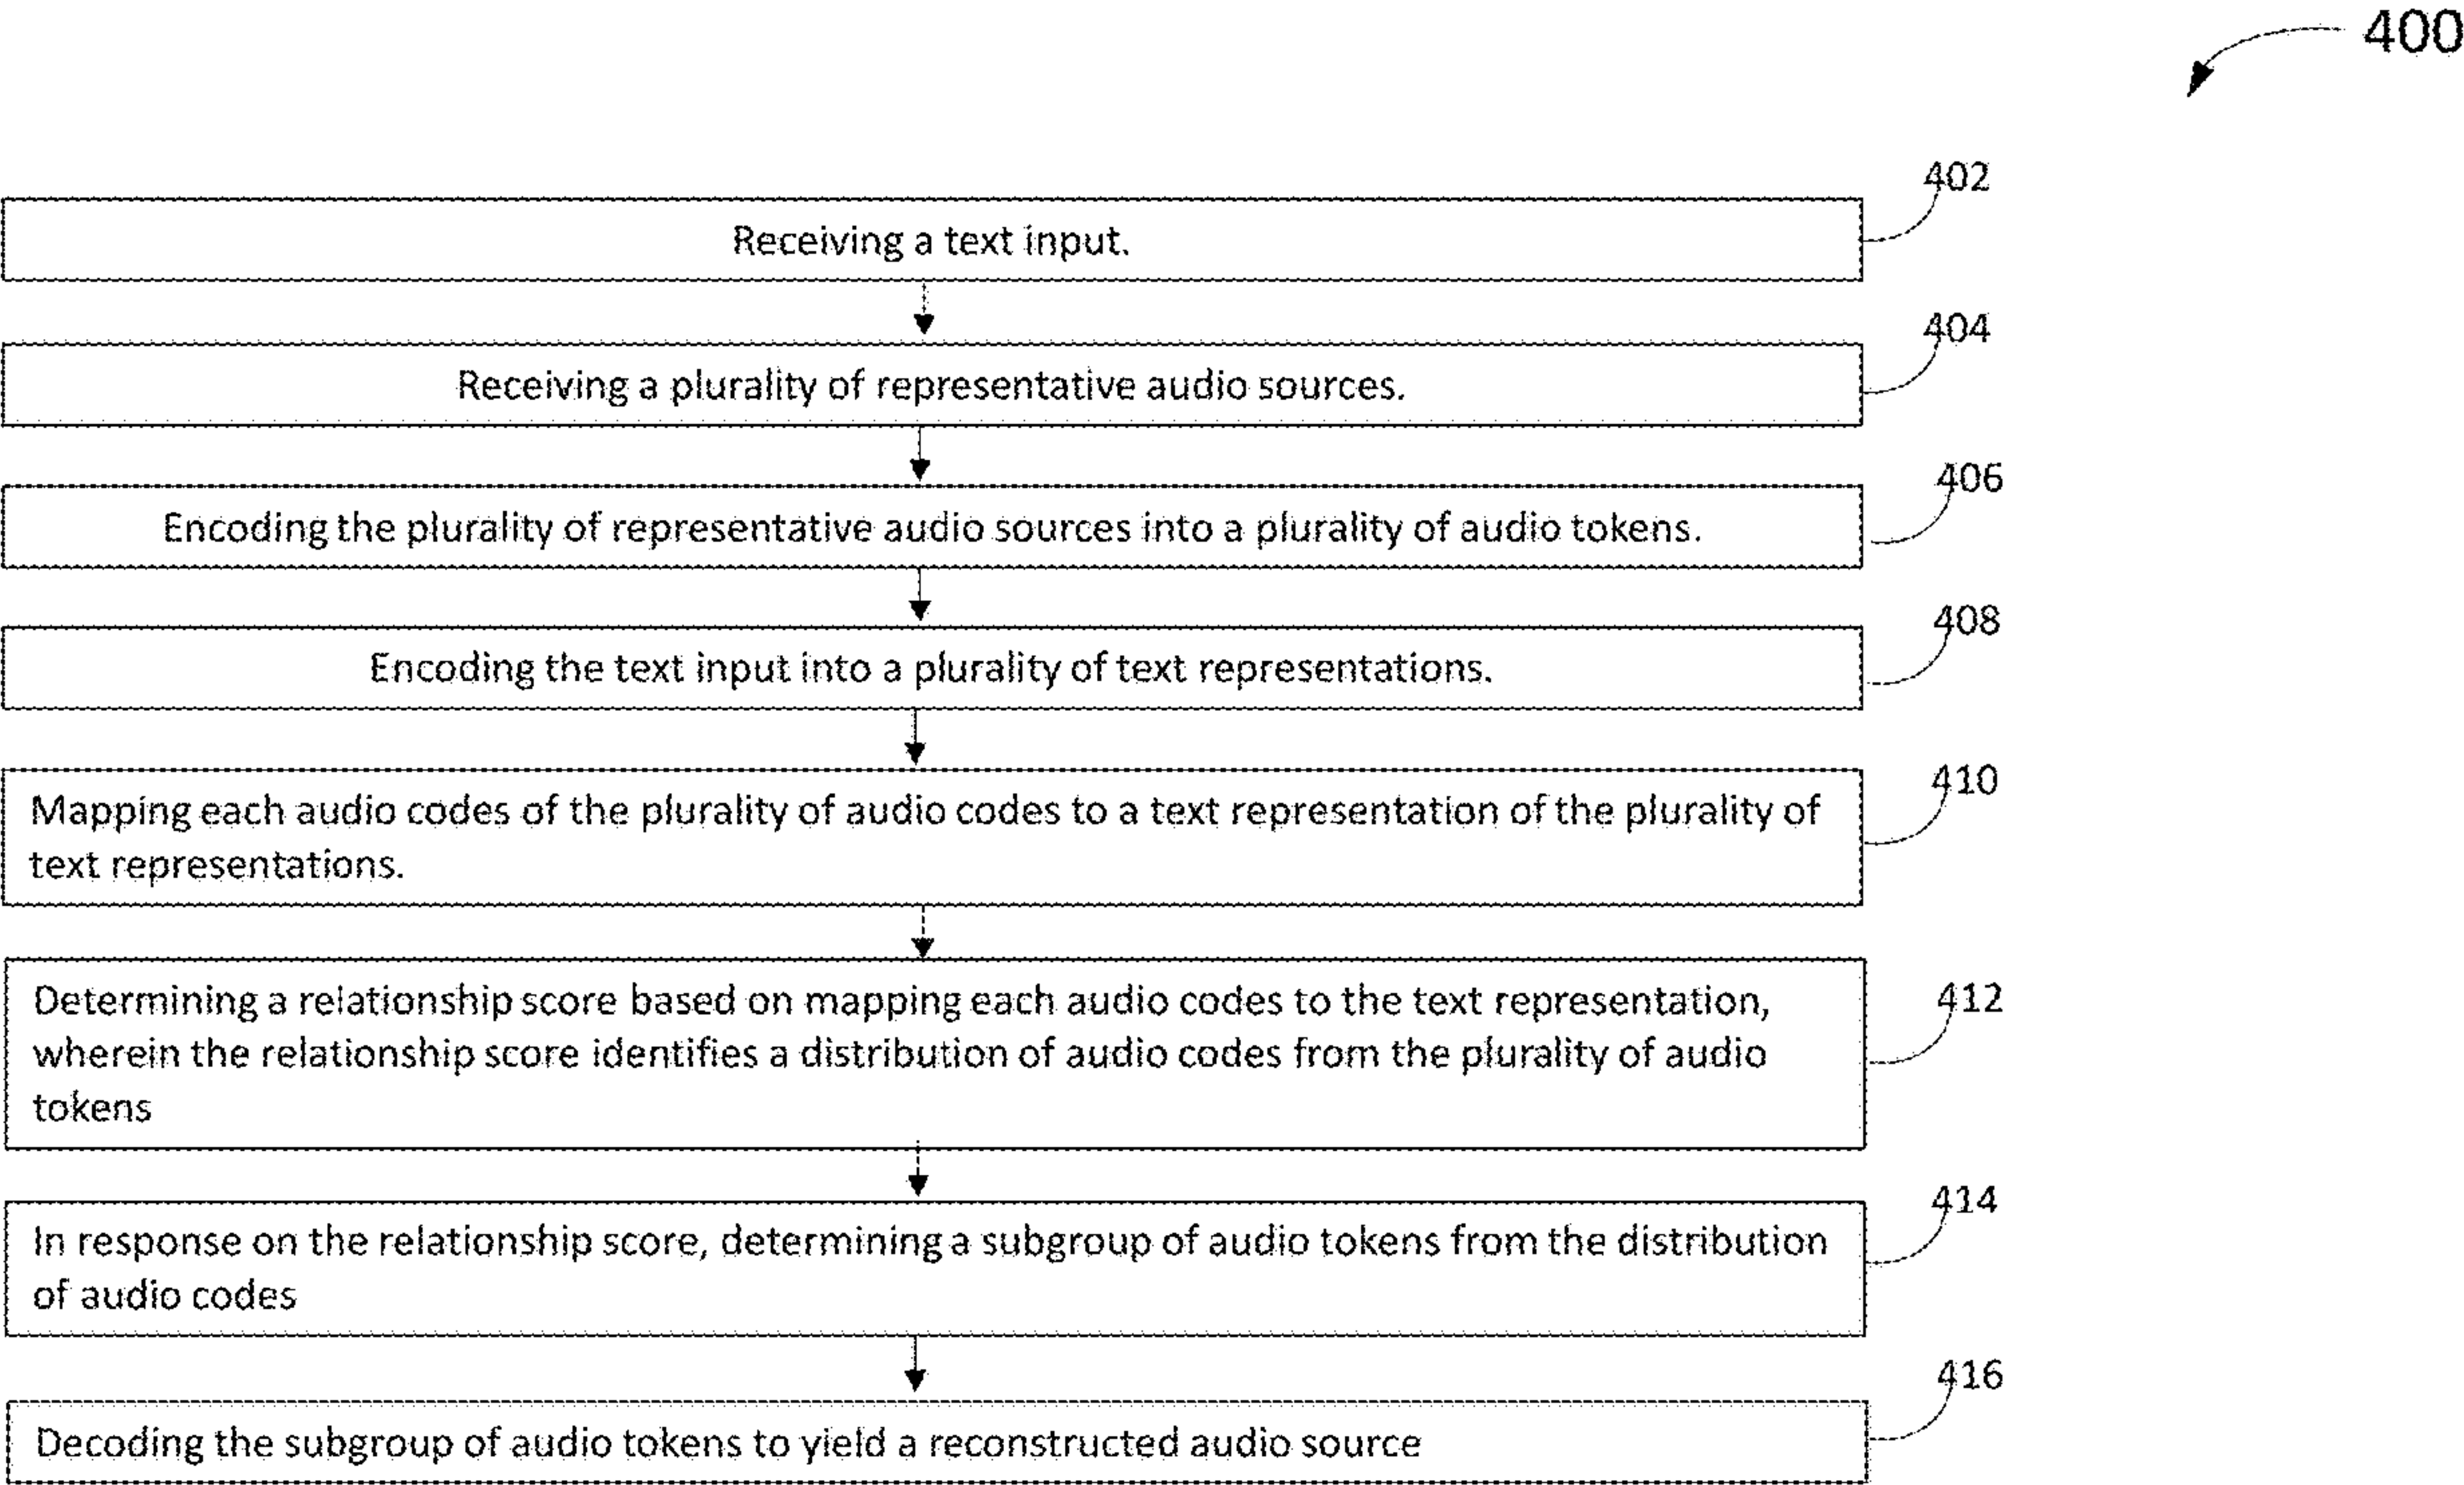 400
402
Receiving a text input.
404
Receiving a plurality of representative audio sources.
406
Encoding the plurality of representative audio sources into a plurality of audio tokens.
408
Encoding the text input into a plurality of text representations.
410
Mapping each audio codes of the plurality of audio codes to a text representation of the plurality of
text representations.
412
Determining a relationship score based on mapping each audio codes to the text representation,
wherein the relationship score identifies a distribution of audio codes from the plurality of audio
tokens
414
In response on the relationship score, determining a subgroup of audio tokens from the distribution
of audio codes
416
Decoding the subgroup of audio tokens to yield a reconstructed audio source